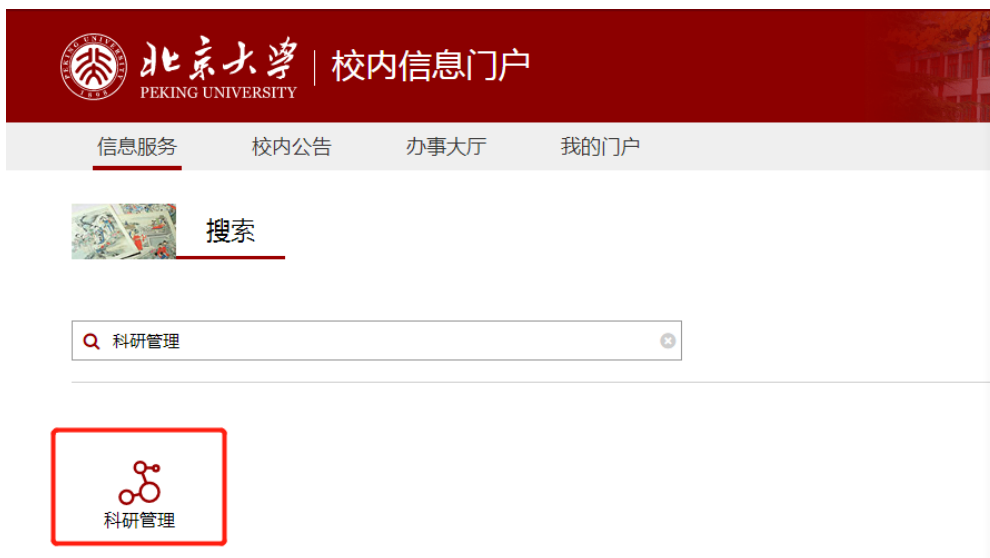 PEKING UNIVERSITY
1898
北京大学
PEKING UNIVERSITY
校内信息门户
信息服务 校内公告 办事大厅 我的门户
搜索
科研管理
科研管理